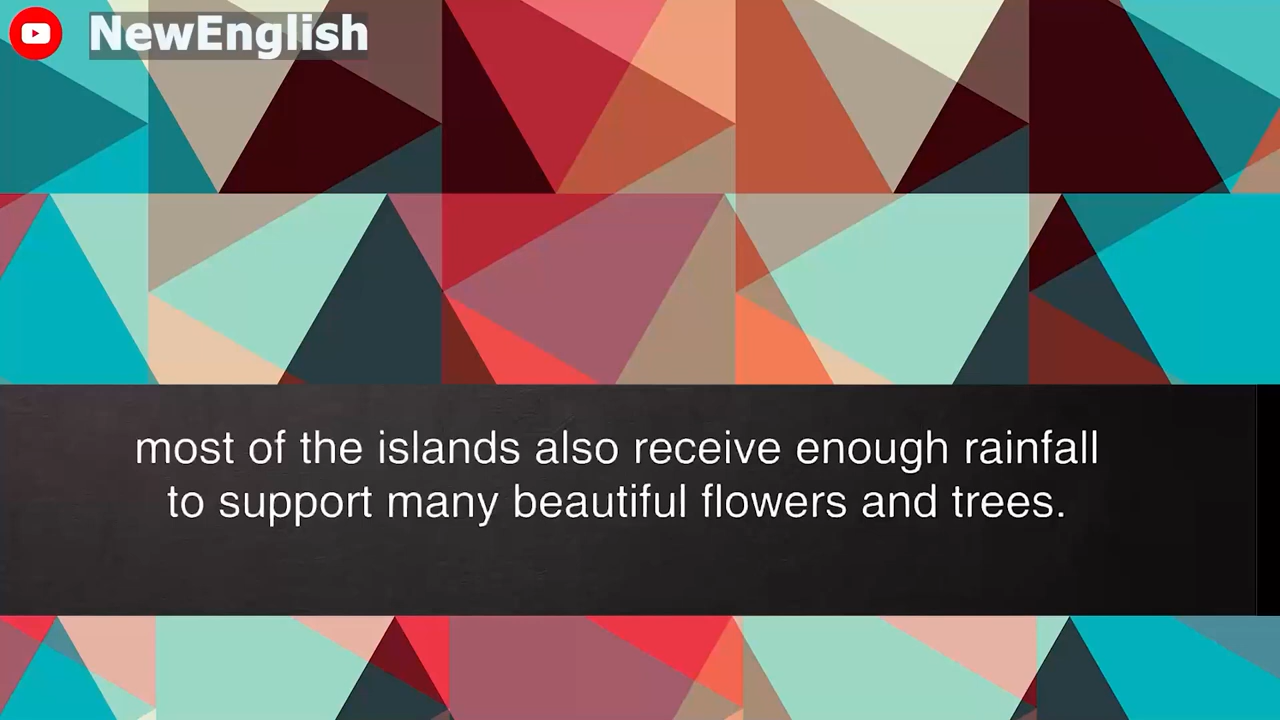 NewEnglish
most of the islands also receive enough rainfall
to support many beautiful flowers and trees.